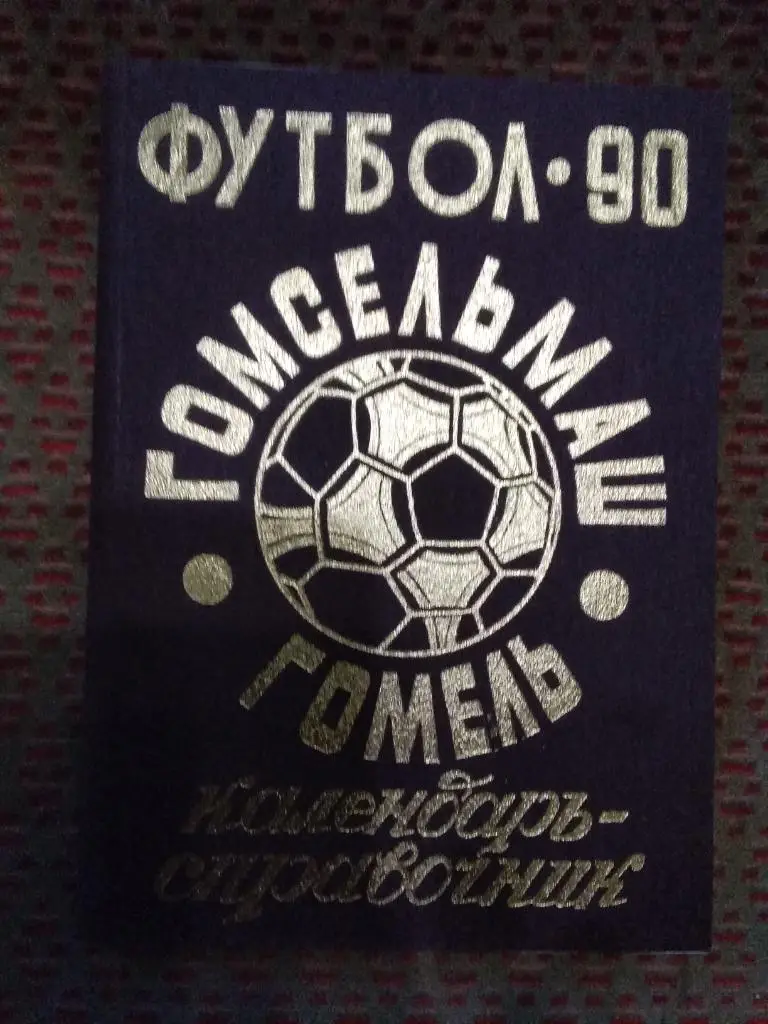 ФУТБОЛ·90
ГОМСЕЛЬМАШ
ГОМЕЛЬ
календарь-
справочник